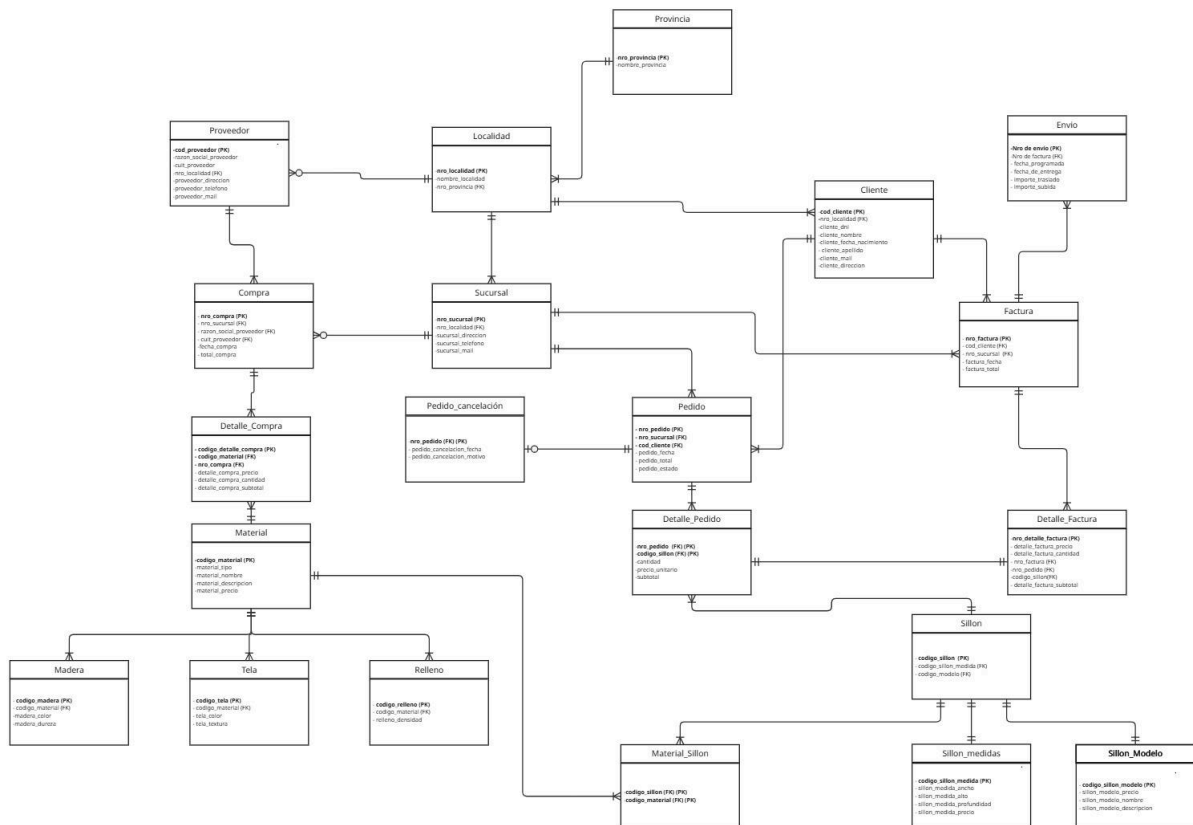 Provincia
-nro_provincia (PK)
-nombre_provincia
Proveedor
-cod_proveedor (PK)
-razon_social_proveedor
-cuit_proveedor
-nro_localidad (FK)
-proveedor_direccion
-proveedor_telefono
-proveedor_mail
Localidad
-nro_localidad (PK)
-nombre_localidad
-nro_provincia (FK)
Envio
-Nro de envio (PK)
-Nro de factura (FK)
- fecha_programada
- fecha_de_entrega
- importe_traslado
- importe_subida
Cliente
-cod_cliente (PK)
-nro_localidad (FK)
-cliente_dni
-cliente_nombre
-cliente_fecha_nacimiento
- cliente_apellido
-cliente_mail
-cliente_direccion
Compra
- nro_compra (PK)
- nro_sucursal (FK)
- razon_social_proveedor (FK)
- cuit_proveedor (FK)
-fecha_compra
- total_compra
Sucursal
-nro_sucursal (PK)
-nro_localidad (FK)
-sucursal_direccion
-sucursal_telefono
-sucursal_mail
Factura
- nro_factura (PK)
- cod_cliente (FK)
- nro_sucursal (FK)
- factura_fecha
- factura_total
Detalle_Compra
- codigo_detalle_compra (PK)
- codigo_material (FK)
- nro_compra (FK)
- detalle_compra_precio
- detalle_compra_cantidad
- detalle_compra_subtotal
Pedido_cancelación
-nro_pedido (FK) (PK)
- pedido_cancelacion_fecha
- pedido_cancelacion_motivo
Pedido
- nro_pedido (PK)
- nro_sucursal (FK)
- cod_cliente (FK)
- pedido_fecha
- pedido_total
- pedido_estado
Material
-codigo_material (PK)
-material_tipo
-material_nombre
-material_descripcion
-material_precio
Detalle_Pedido
-nro_pedido (FK) (PK)
-codigo_sillon (FK) (PK)
-cantidad
-precio_unitario
-subtotal
Detalle_Factura
-nro_detalle_factura (PK)
- detalle_factura_precio
- detalle_factura_cantidad
- nro_factura (FK)
-nro_pedido (FK)
-codigo_sillon(FK)
- detalle_factura_subtotal
Sillon
- codigo_sillon (PK)
- codigo_sillon_medida (FK)
- codigo_modelo (FK)
Madera
- codigo_madera (PK)
- codigo_material (FK)
-madera_color
-madera_dureza
Tela
- codigo_tela (PK)
- codigo_material (FK)
- tela_color
- tela_textura
Relleno
- codigo_relleno (PK)
- codigo_material (FK)
- relleno_densidad
Material_Sillon
-codigo_sillon (FK) (PK)
-codigo_material (FK) (PK)
Sillon_medidas
- codigo_sillon_medida (PK)
- sillon_medida_ancho
- sillon_medida_alto
- sillon_medida_profundidad
- sillon_medida_precio
Sillon_Modelo
- codigo_sillon_modelo (PK)
- sillon_modelo_precio
- sillon_modelo_nombre
- sillon_modelo_descripcion